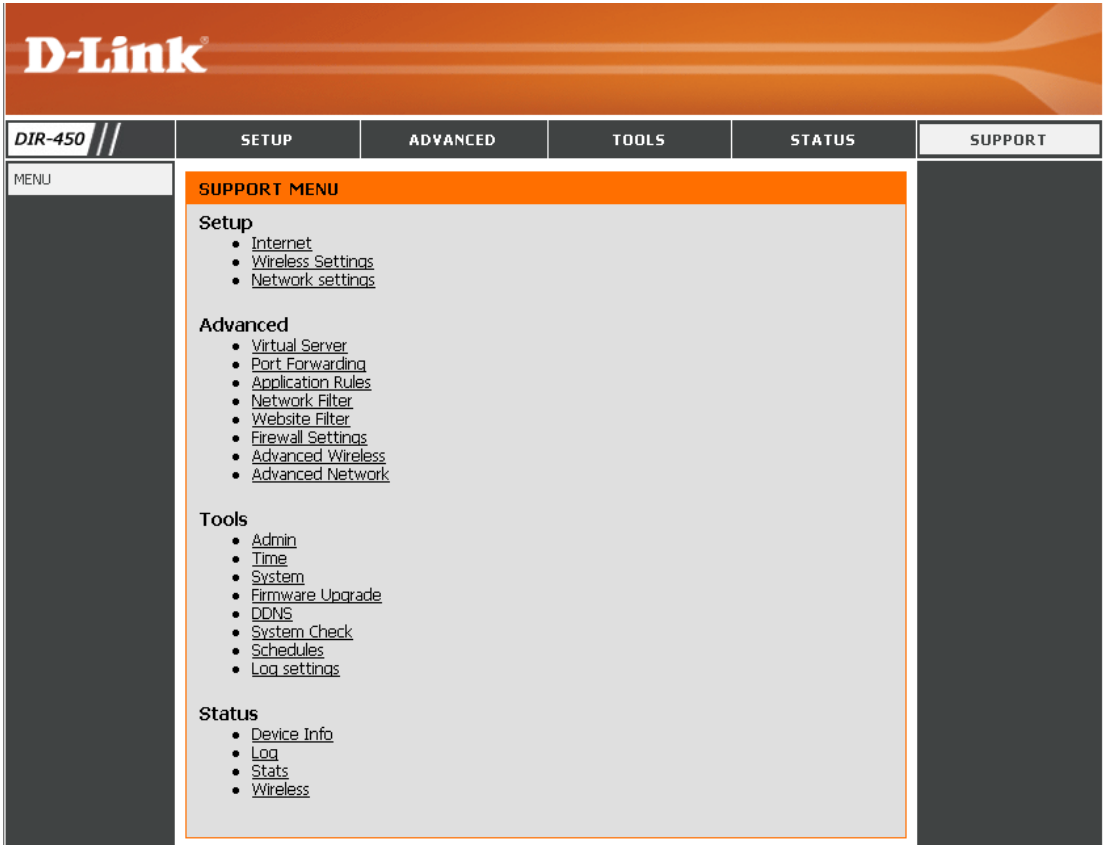 D-Link®
DIR-450 SETUP ADVANCED TOOLS STATUS SUPPORT
MENU
SUPPORT MENU
Setup
• Internet
• Wireless Settings
• Network settings
Advanced
• Virtual Server
• Port Forwarding
• Application Rules
• Network Filter
• Website Filter
• Firewall Settings
• Advanced Wireless
• Advanced Network
Tools
• Admin
• Time
• System
• Firmware Upgrade
• DDNS
• System Check
• Schedules
• Log settings
Status
• Device Info
• Log
• Stats
• Wireless